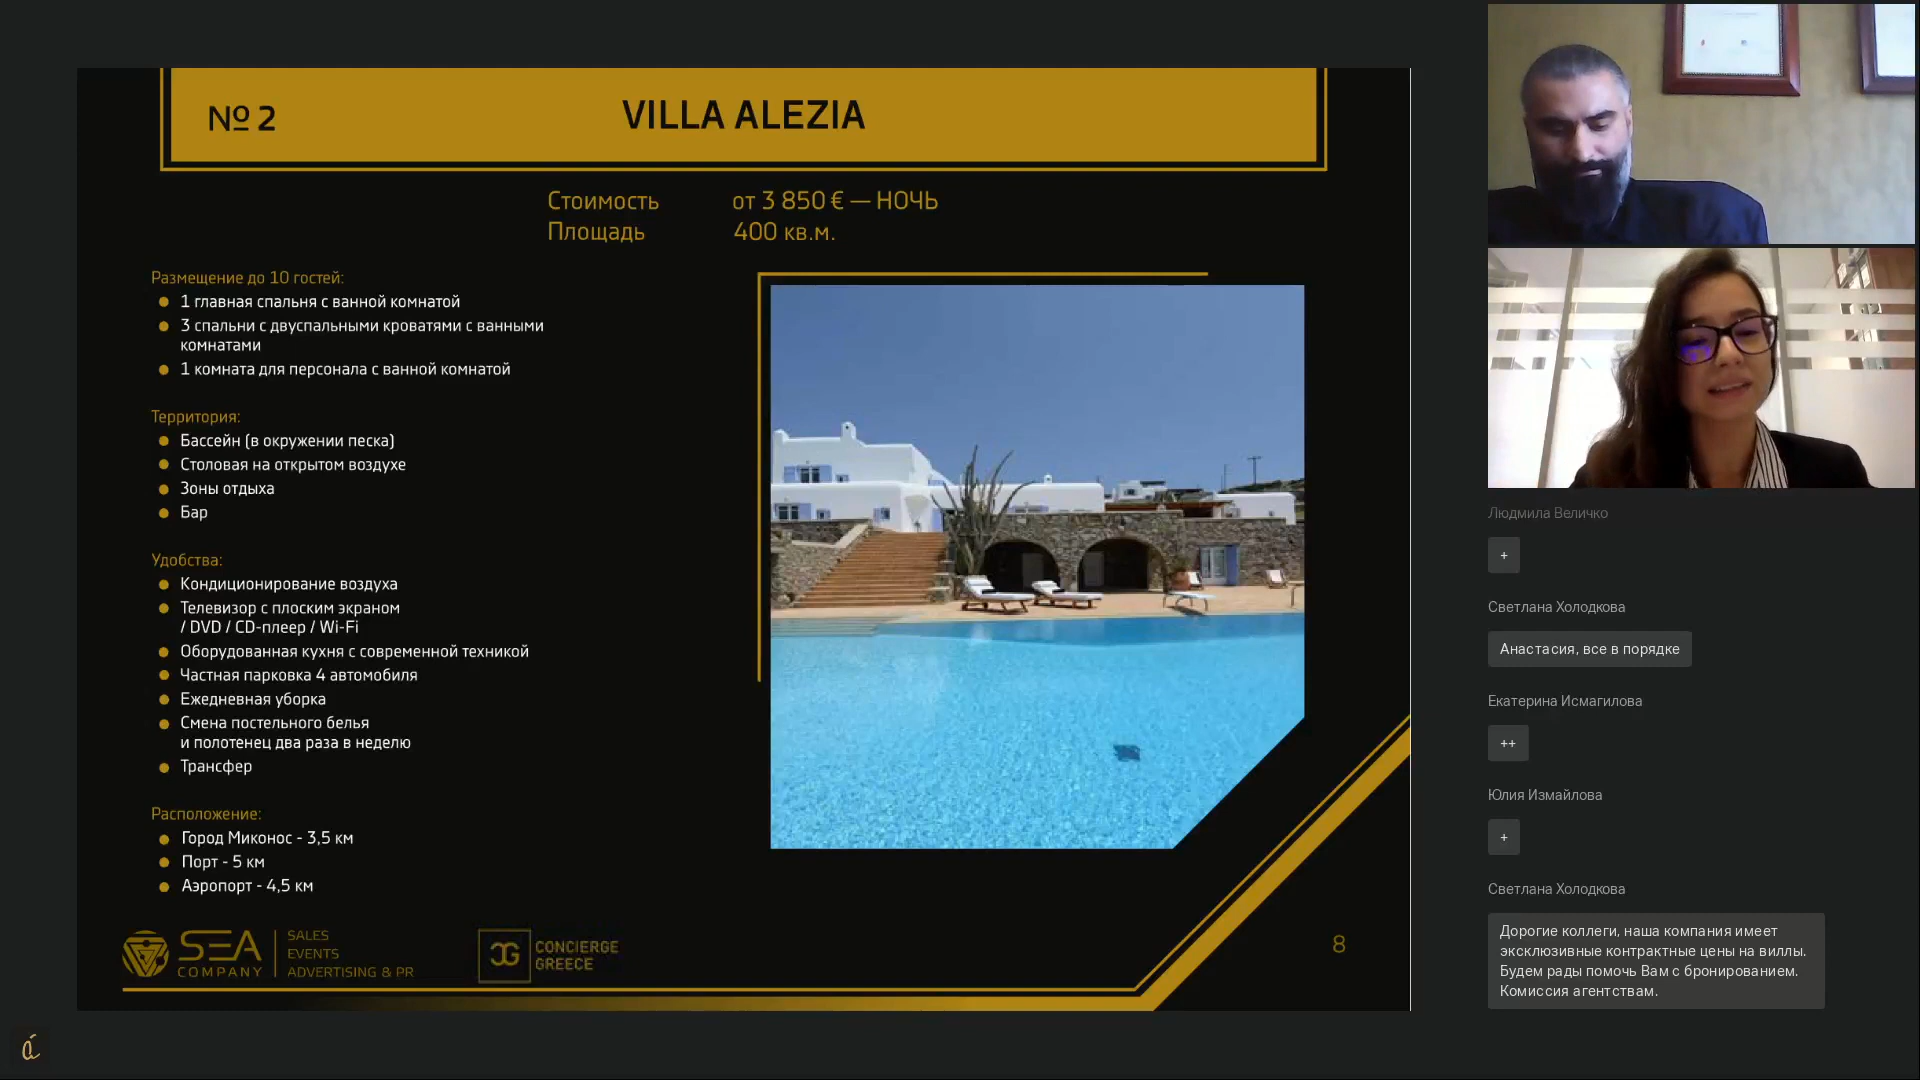 № 2
VILLA ALEZIA
Стоимость от 3 850 € — НОЧЬ
Площадь 400 кв.м.
Размещение до 10 гостей:
1 главная спальня с ванной комнатой
3 спальни с двуспальными кроватями с ванными
комнатами
1 комната для персонала с ванной комнатой
Территория:
Бассейн (в окружении песка)
Столовая на открытом воздухе
Зоны отдыха
Бар
Удобства:
Кондиционирование воздуха
Телевизор с плоским экраном
/ DVD / CD-плеер / Wi-Fi
Оборудованная кухня с современной техникой
Частная парковка 4 автомобиля
Ежедневная уборка
Смена постельного белья
и полотенец два раза в неделю
Трансфер
Расположение:
Город Миконос - 3,5 км
Порт - 5 км
Аэропорт - 4,5 км
SEA
COMPANY
SALES
EVENTS
ADVERTISING & PR
CG
CONCIERGE
GREECE
8
Людмила Величко
+
Светлана Холодкова
Анастасия, все в порядке
Екатерина Исмагилова
++
Юлия Измайлова
+
Светлана Холодкова
Дорогие коллеги, наша компания имеет
эксклюзивные контрактные цены на виллы.
Будем рады помочь Вам с бронированием.
Комиссия агентствам.
á